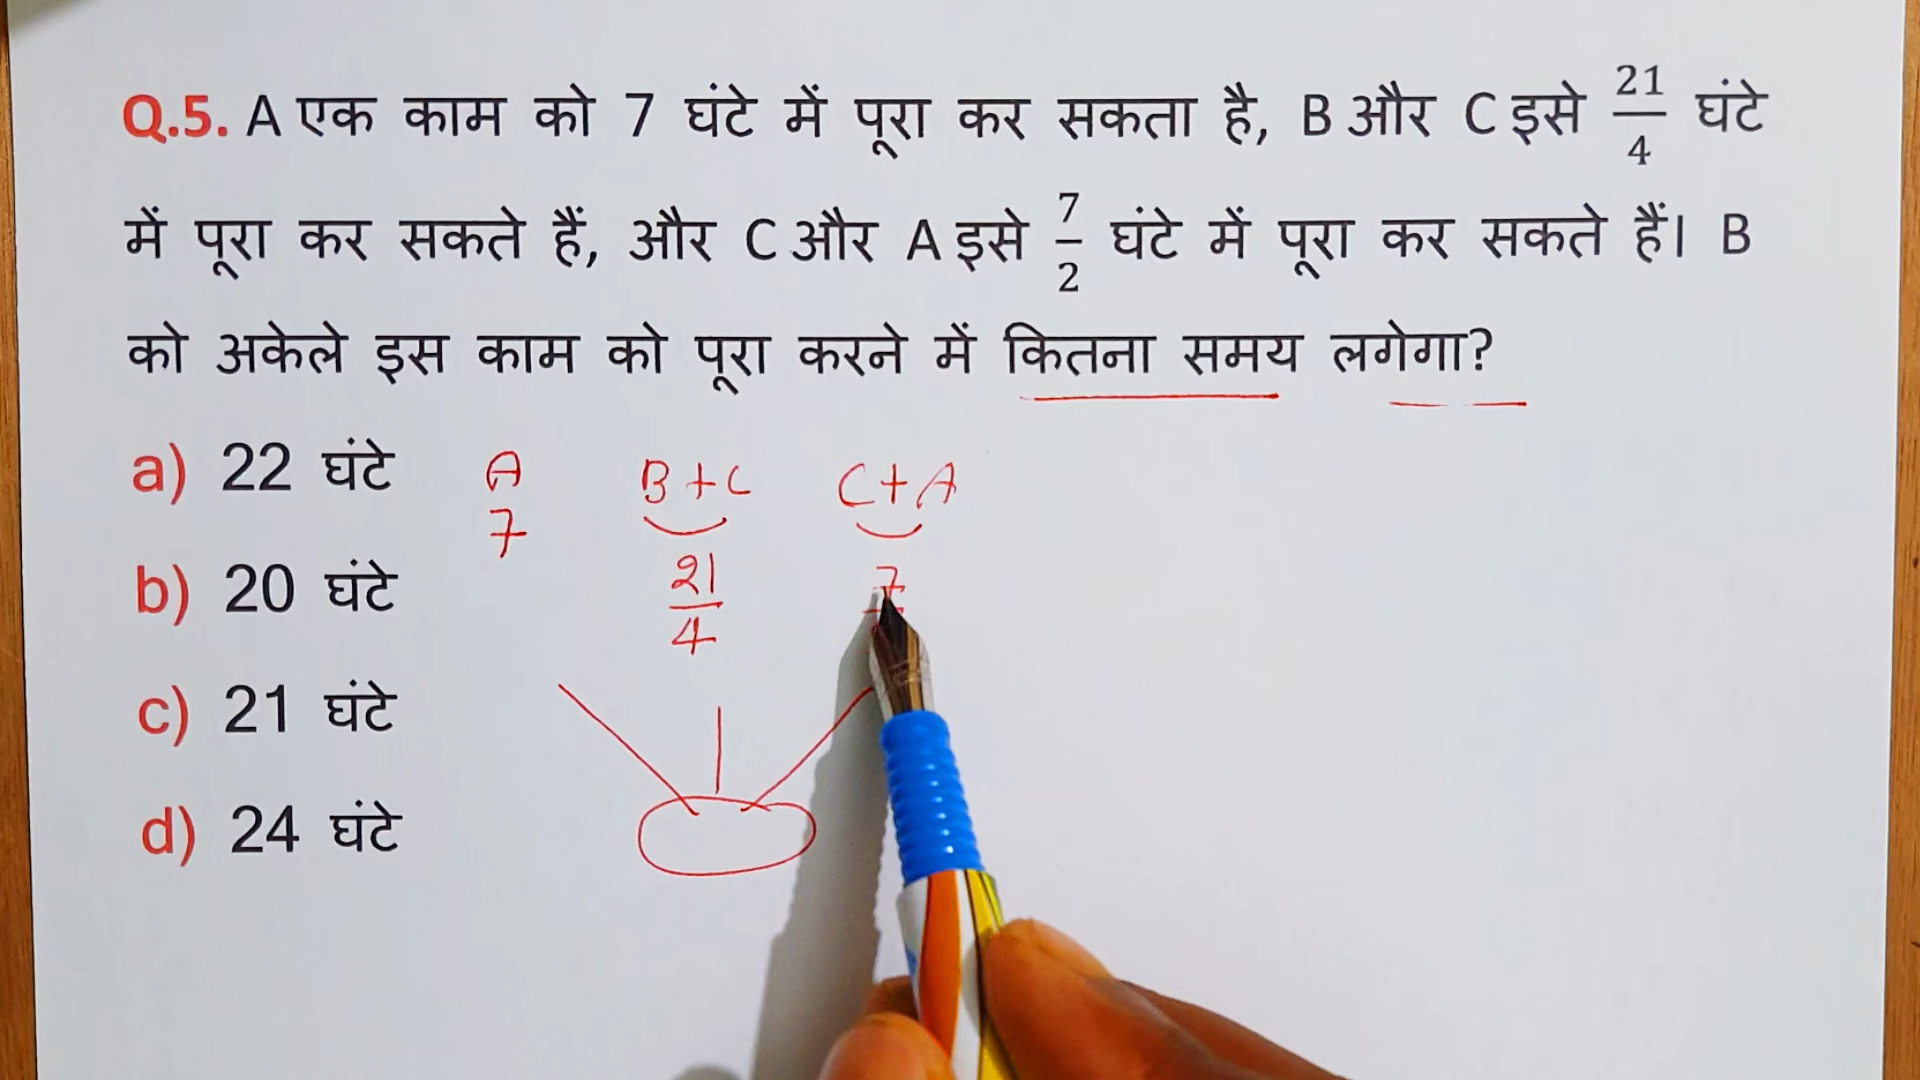 Q.5. A एक काम को 7 घंटे में पूरा कर सकता है, B और C इसे 21/4 घंटे
में पूरा कर सकते हैं, और C और A इसे 7/2 घंटे में पूरा कर सकते हैं। B
को अकेले इस काम को पूरा करने में कितना समय लगेगा?
a) 22 घंटे
b) 20 घंटे
c) 21 घंटे
d) 24 घंटे
A B+C C+A
7 21/4 7